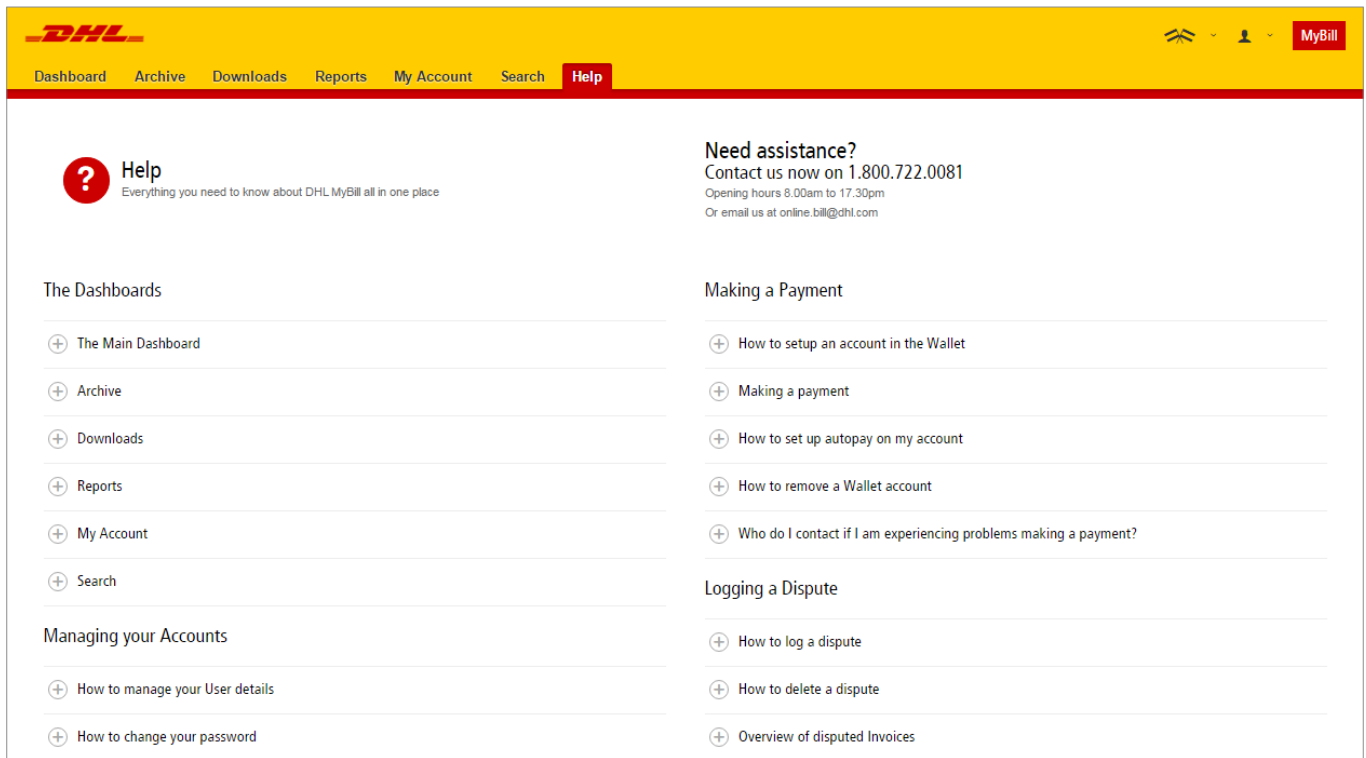 DHL
MyBill
Dashboard Archive Downloads Reports My Account Search Help
?
Help
Everything you need to know about DHL MyBill all in one place
Need assistance?
Contact us now on 1.800.722.0081
Opening hours 8.00am to 17.30pm
Or email us at online.bill@dhl.com
The Dashboards
The Main Dashboard
Archive
Downloads
Reports
My Account
Search
Managing your Accounts
How to manage your User details
How to change your password
Making a Payment
How to setup an account in the Wallet
Making a payment
How to set up autopay on my account
How to remove a Wallet account
Who do I contact if I am experiencing problems making a payment?
Logging a Dispute
How to log a dispute
How to delete a dispute
Overview of disputed Invoices